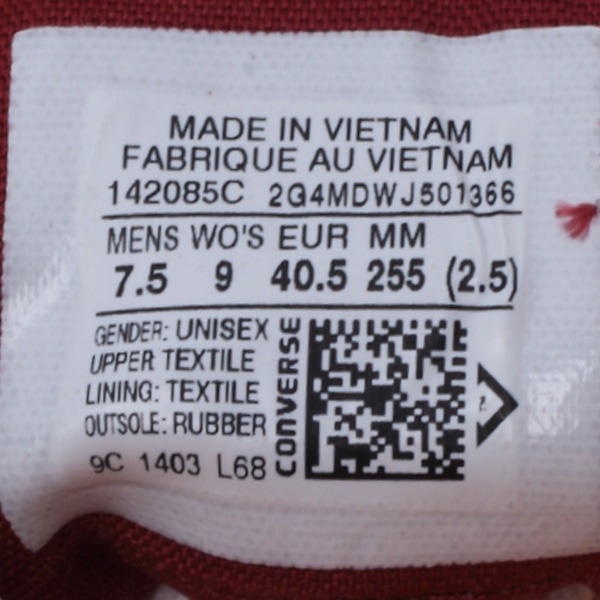 MADE IN VIETNAM
FABRIQUE AU VIETNAM
142085C 2G4MDWJ501366
MENS WO'S EUR MM
7.5 9 40.5 255 (2.5)
GENDER: UNISEX
UPPER TEXTILE
LINING: TEXTILE
OUTSOLE: RUBBER
9C 1403 L68
CONVERSE